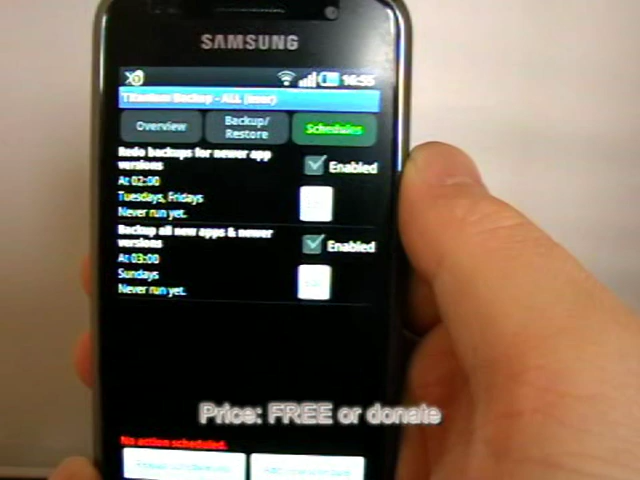 SAMSUNG
16:55
Titanium Backup - ALL (user)
Overview
Backup/
Restore
Schedules
Redo backups for newer app
versions
Enabled
At 02:00
Tuesdays, Fridays
Never run yet.
Backup all new apps & newer
versions
Enabled
At 03:00
Sundays
Never run yet.
Price: FREE or donate
No action scheduled.